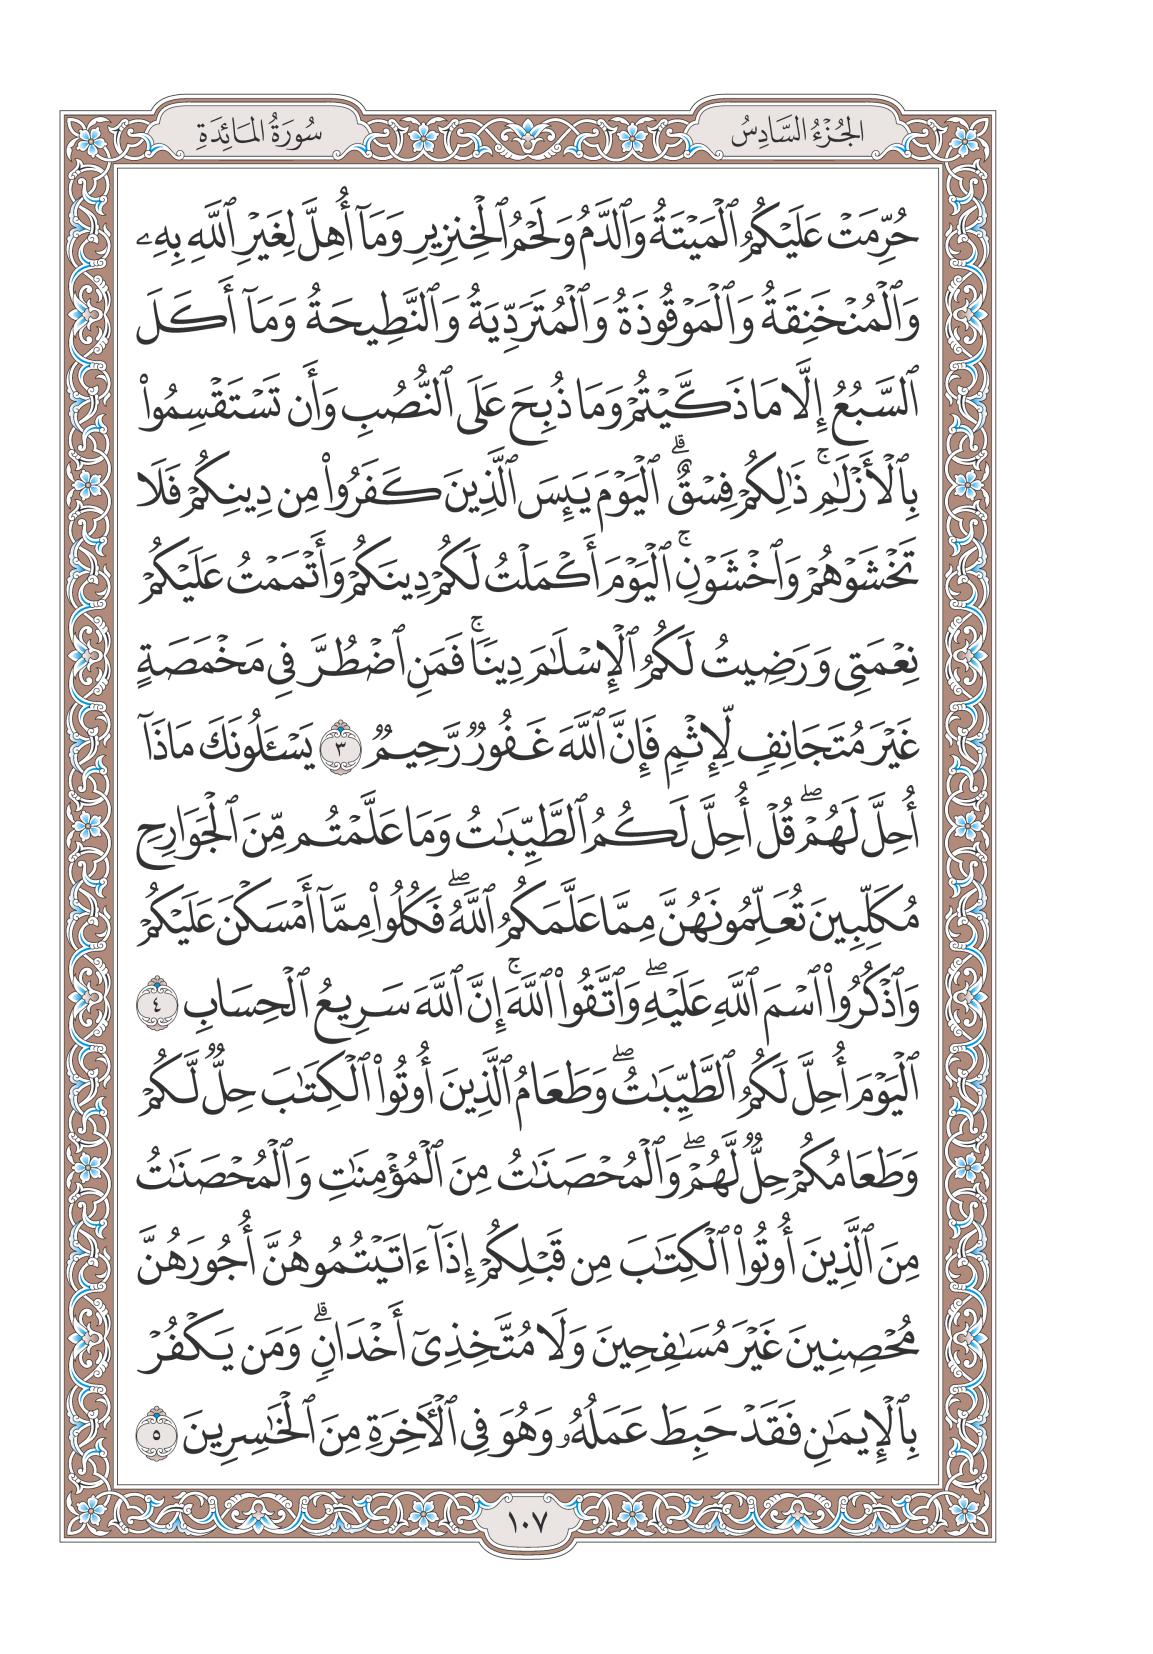 الجُزْءُ السَّادِسُ
سُورَةُ المَائِدَةِ
حُرِّمَتْ عَلَيْكُمُ ٱلْمَيْتَةُ وَٱلدَّمُ وَلَحْمُ ٱلْخِنزِيرِ وَمَآ أُهِلَّ لِغَيْرِ ٱللَّهِ بِهِۦ
وَٱلْمُنْخَنِقَةُ وَٱلْمَوْقُوذَةُ وَٱلْمُتَرَدِّيَةُ وَٱلنَّطِيحَةُ وَمَآ أَكَلَ
ٱلسَّبُعُ إِلَّا مَا ذَكَّيْتُمْ وَمَا ذُبِحَ عَلَى ٱلنُّصُبِ وَأَن تَسْتَقْسِمُوا۟
بِٱلْأَزْلَـٰمِ ۚ ذَٰلِكُمْ فِسْقٌ ۗ ٱلْيَوْمَ يَئِسَ ٱلَّذِينَ كَفَرُوا۟ مِن دِينِكُمْ فَلَا
تَخْشَوْهُمْ وَٱخْشَوْنِ ۚ ٱلْيَوْمَ أَكْمَلْتُ لَكُمْ دِينَكُمْ وَأَتْمَمْتُ عَلَيْكُمْ
نِعْمَتِى وَرَضِيتُ لَكُمُ ٱلْإِسْلَـٰمَ دِينًا ۚ فَمَنِ ٱضْطُرَّ فِى مَخْمَصَةٍ
غَيْرَ مُتَجَانِفٍ لِّإِثْمٍ فَإِنَّ ٱللَّهَ غَفُورٌ رَّحِيمٌ ٣ يَسْـَٔلُونَكَ مَاذَآ
أُحِلَّ لَهُمْ ۖ قُلْ أُحِلَّ لَكُمُ ٱلطَّيِّبَـٰتُ وَمَا عَلَّمْتُم مِّنَ ٱلْجَوَارِحِ
مُكَلِّبِينَ تُعَلِّمُونَهُنَّ مِمَّا عَلَّمَكُمُ ٱللَّهُ ۖ فَكُلُوا۟ مِمَّآ أَمْسَكْنَ عَلَيْكُمْ
وَٱذْكُرُوا۟ ٱسْمَ ٱللَّهِ عَلَيْهِ ۖ وَٱتَّقُوا۟ ٱللَّهَ ۚ إِنَّ ٱللَّهَ سَرِيعُ ٱلْحِسَابِ ٤
ٱلْيَوْمَ أُحِلَّ لَكُمُ ٱلطَّيِّبَـٰتُ ۖ وَطَعَامُ ٱلَّذِينَ أُوتُوا۟ ٱلْكِتَـٰبَ حِلٌّ لَّكُمْ
وَطَعَامُكُمْ حِلٌّ لَّهُمْ ۖ وَٱلْمُحْصَنَـٰتُ مِنَ ٱلْمُؤْمِنَـٰتِ وَٱلْمُحْصَنَـٰتُ
مِنَ ٱلَّذِينَ أُوتُوا۟ ٱلْكِتَـٰبَ مِن قَبْلِكُمْ إِذَآ ءَاتَيْتُمُوهُنَّ أُجُورَهُنَّ
مُحْصِنِينَ غَيْرَ مُسَـٰفِحِينَ وَلَا مُتَّخِذِىٓ أَخْدَانٍ ۗ وَمَن يَكْفُرْ
بِٱلْإِيمَـٰنِ فَقَدْ حَبِطَ عَمَلُهُۥ وَهُوَ فِى ٱلْـَٔاخِرَةِ مِنَ ٱلْخَـٰسِرِينَ ٥
١٠٧